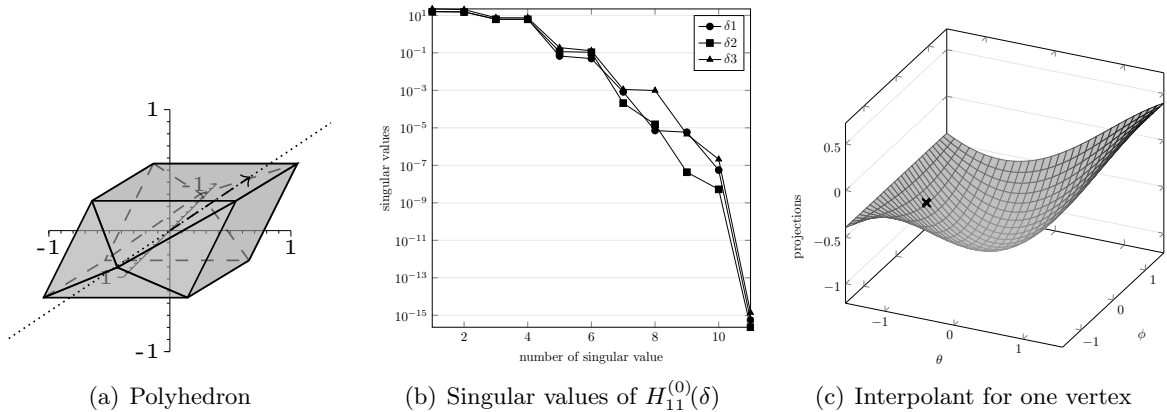 1
-1
1
-1
1
-1
(a) Polyhedron
singular values
10^1
10^{-1}
10^{-3}
10^{-5}
10^{-7}
10^{-9}
10^{-11}
10^{-13}
10^{-15}
δ1
δ2
δ3
2
4
6
8
10
number of singular value
(b) Singular values of H_{11}^{(0)}(δ)
projections
0.5
0
−0.5
−1
−1
0
1
θ
−1
0
1
ϕ
(c) Interpolant for one vertex